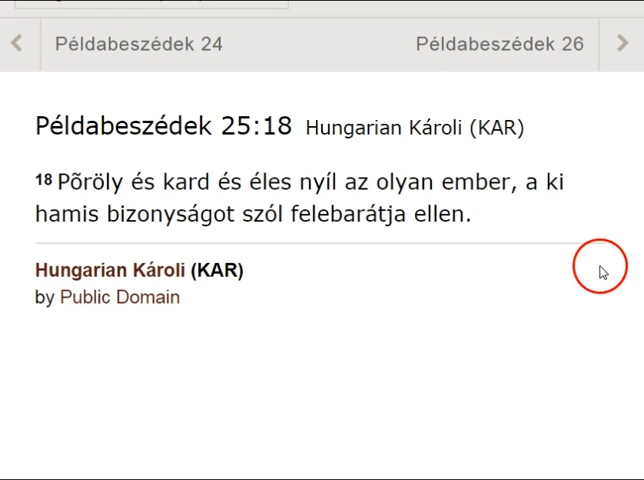 Példabeszédek 24
Példabeszédek 26
Példabeszédek 25:18 Hungarian Károli (KAR)
18 Põröly és kard és éles nyíl az olyan ember, a ki
hamis bizonyságot szól felebarátja ellen.
Hungarian Károli (KAR)
by Public Domain